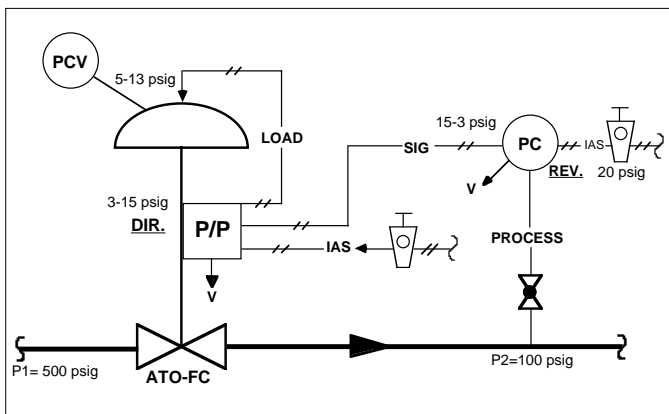 PCV
5-13 psig
LOAD
15-3 psig
SIG
PC
IAS
V
REV.
20 psig
3-15 psig
DIR.
P/P
PROCESS
IAS
V
P1= 500 psig
ATO-FC
P2=100 psig